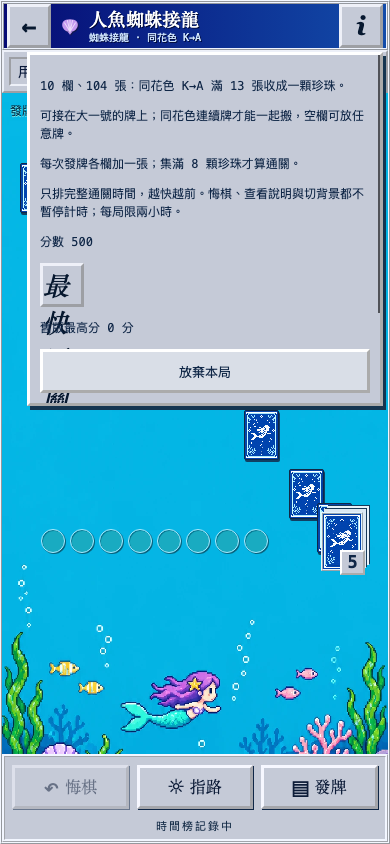 ←
人魚蜘蛛接龍
蜘蛛接龍 · 同花色 K→A
i
發
10 欄、104 張：同花色 K→A 滿 13 張收成一顆珍珠。
可接在大一號的牌上；同花色連續牌才能一起搬，空欄可放任
意牌。
每次發牌各欄加一張；集滿 8 顆珍珠才算通關。
只排完整通關時間，越快越前。悔棋、查看說明與切背景都不
暫停計時；每局限兩小時。
分數 500
最
快
最高分 0 分
放棄本局
5
↶ 悔棋
指路
發牌
時間榜記錄中